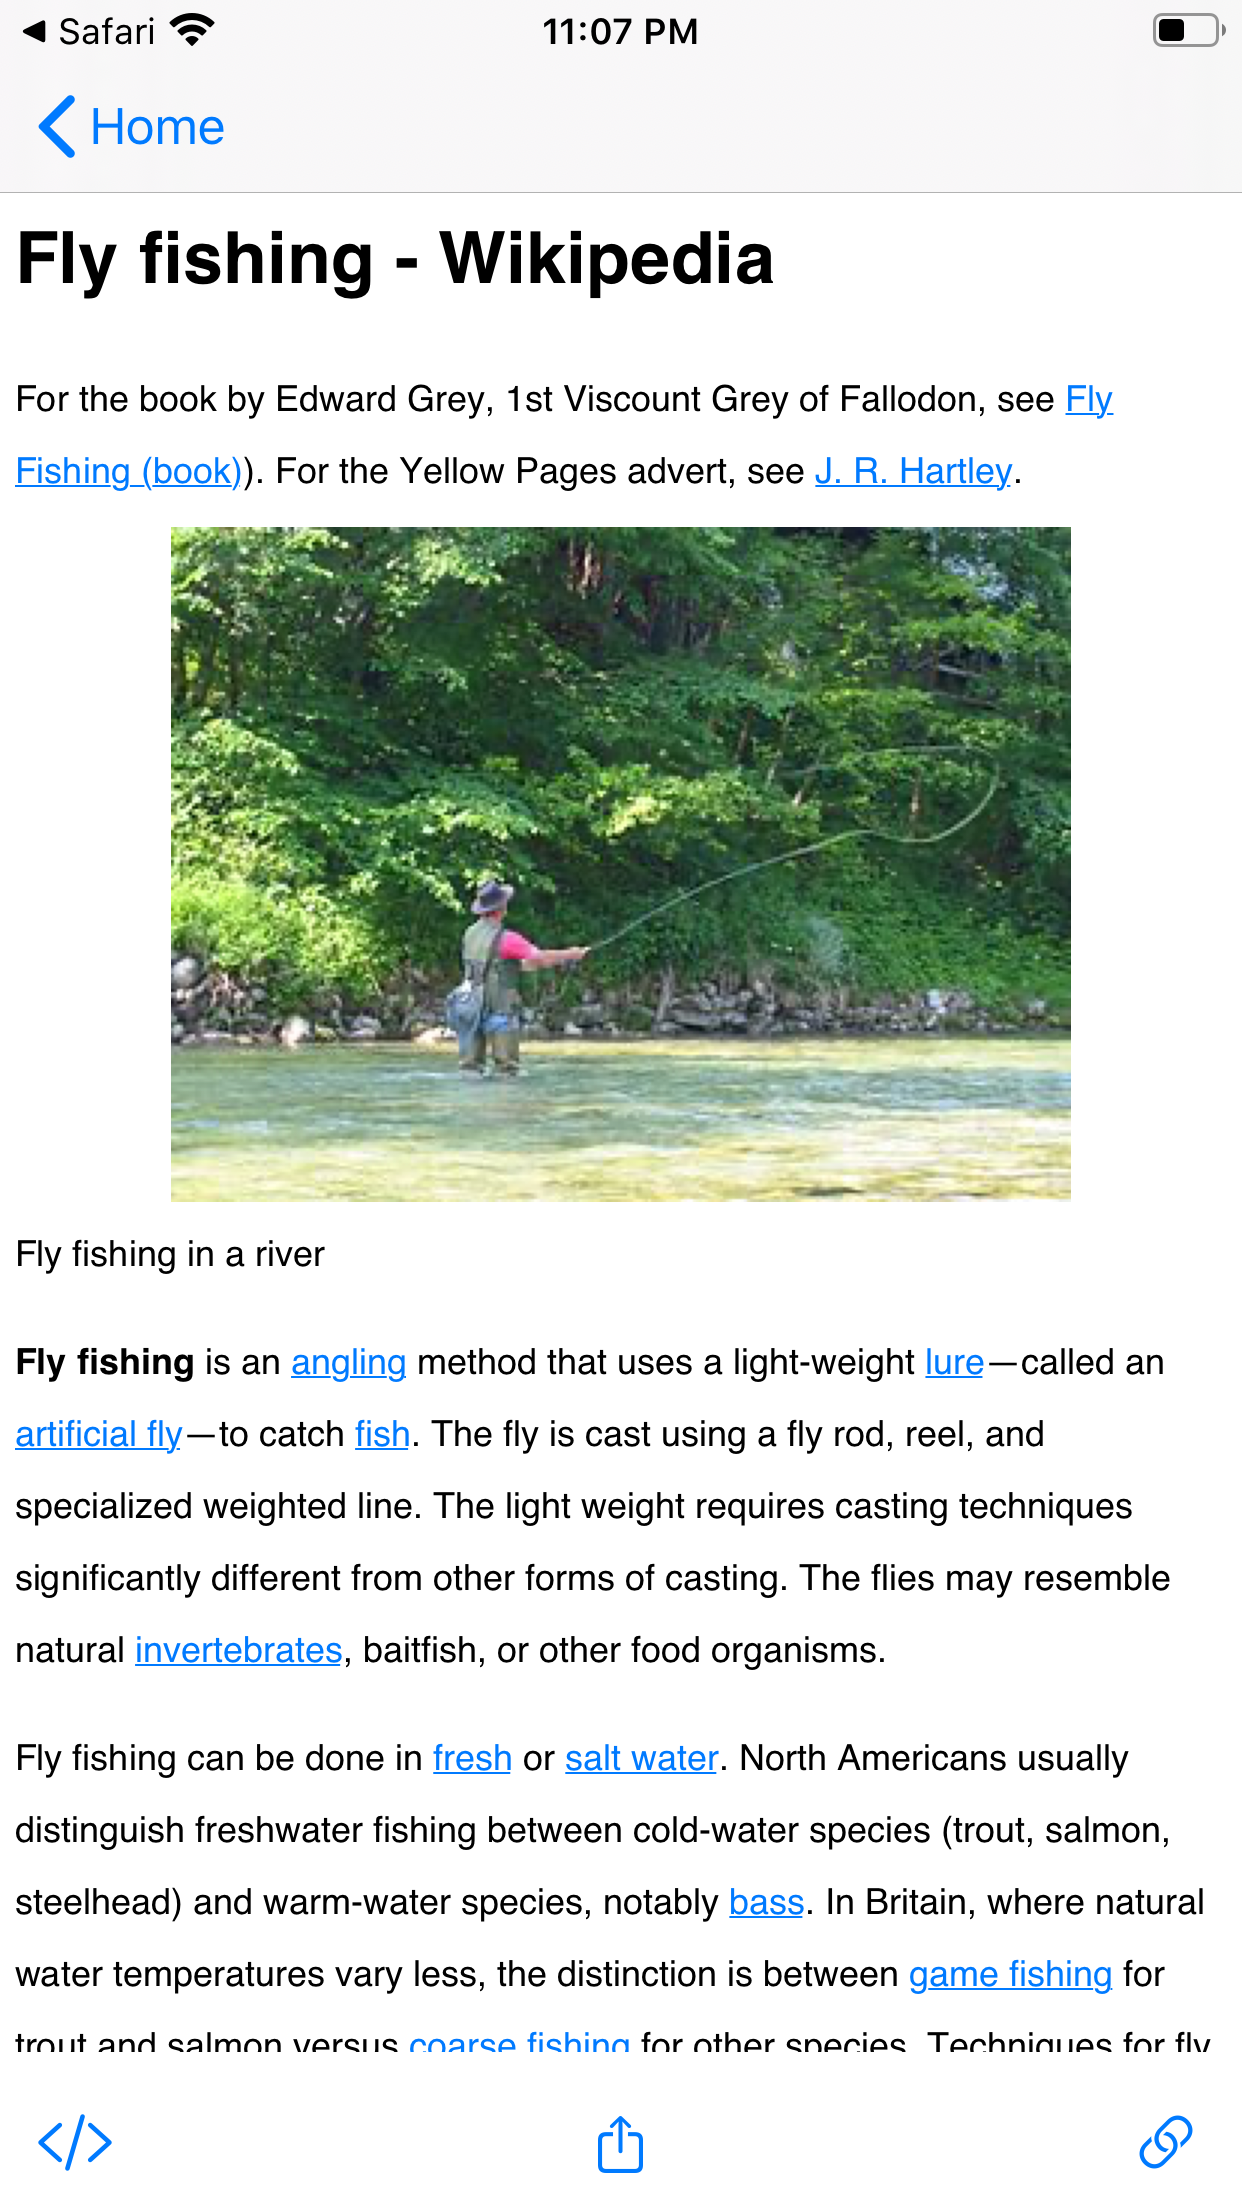 Safari
11:07 PM
Home
Fly fishing - Wikipedia
For the book by Edward Grey, 1st Viscount Grey of Fallodon, see Fly
Fishing (book)). For the Yellow Pages advert, see J. R. Hartley.
Fly fishing in a river
Fly fishing is an angling method that uses a light-weight lure—called an
artificial fly—to catch fish. The fly is cast using a fly rod, reel, and
specialized weighted line. The light weight requires casting techniques
significantly different from other forms of casting. The flies may resemble
natural invertebrates, baitfish, or other food organisms.
Fly fishing can be done in fresh or salt water. North Americans usually
distinguish freshwater fishing between cold-water species (trout, salmon,
steelhead) and warm-water species, notably bass. In Britain, where natural
water temperatures vary less, the distinction is between game fishing for
trout and salmon versus coarse fishing for other species. Techniques for fly